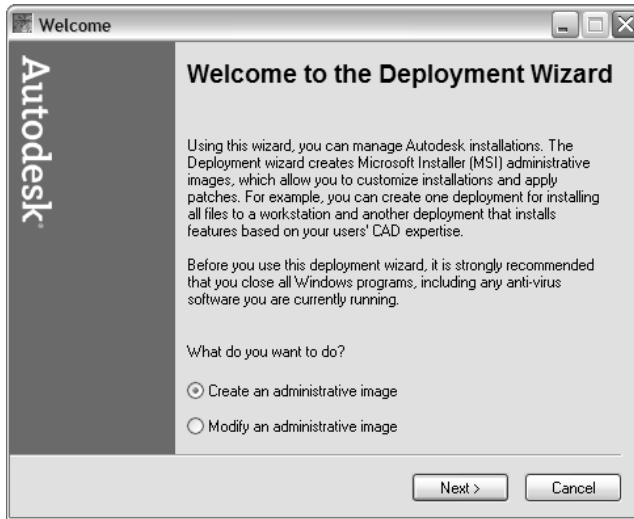 Welcome
Autodesk
Welcome to the Deployment Wizard
Using this wizard, you can manage Autodesk installations. The
Deployment wizard creates Microsoft Installer (MSI) administrative
images, which allow you to customize installations and apply
patches. For example, you can create one deployment for installing
all files to a workstation and another deployment that installs
features based on your users' CAD expertise.
Before you use this deployment wizard, it is strongly recommended
that you close all Windows programs, including any anti-virus
software you are currently running.
What do you want to do?
Create an administrative image
Modify an administrative image
Next >
Cancel